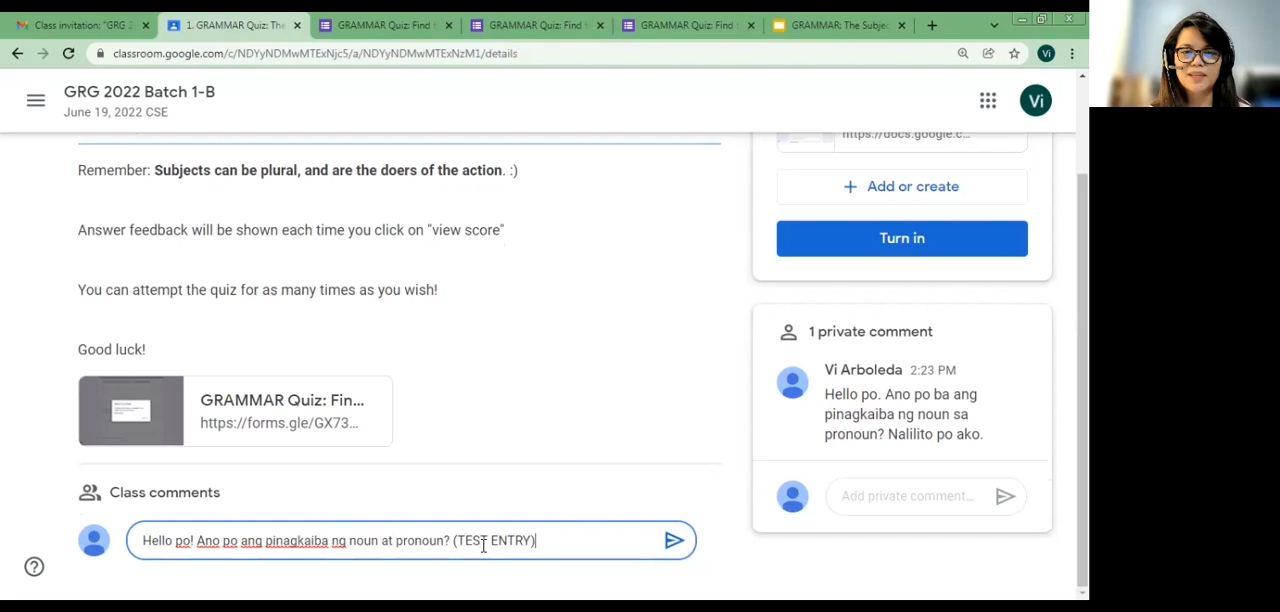 Class invitation: "GRG 2
1. GRAMMAR Quiz: The
GRAMMAR Quiz: Find
GRAMMAR Quiz: Find
GRAMMAR Quiz: Find
GRAMMAR: The Subje
classroom.google.com/c/NDYyNDMwMTExNjc5/a/NDYyNDMwMTExNzM1/details
Vi
GRG 2022 Batch 1-B
June 19, 2022 CSE
Vi
Remember: Subjects can be plural, and are the doers of the action. :)
Answer feedback will be shown each time you click on "view score"
You can attempt the quiz for as many times as you wish!
Good luck!
GRAMMAR Quiz: Fin...
https://forms.gle/GX73...
Class comments
Hello po! Ano po ang pinagkaiba ng noun at pronoun? (TEST ENTRY)
https://docs.google.c...
+ Add or create
Turn in
1 private comment
Vi Arboleda 2:23 PM
Hello po. Ano po ba ang
pinagkaiba ng noun sa
pronoun? Nalilito po ako.
Add private comment...